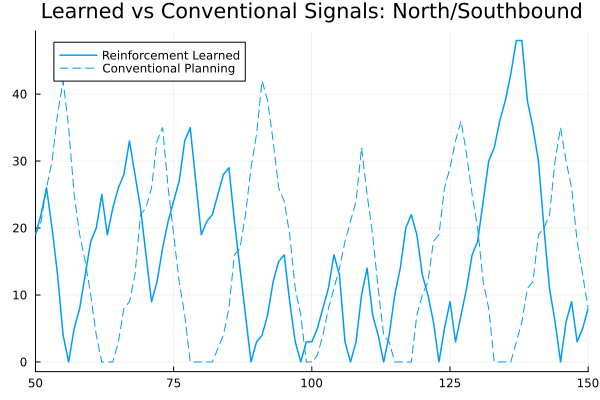 Learned vs Conventional Signals: North/Southbound
Reinforcement Learned
Conventional Planning
40
30
20
10
0
50 75 100 125 150